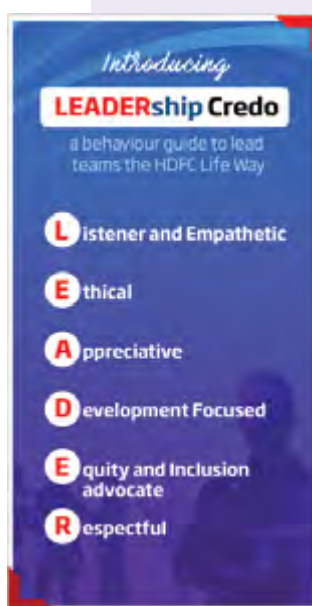 Introducing
LEADERship Credo
a behaviour guide to lead
teams the HDFC Life Way
Listener and Empathetic
Ethical
Appreciative
Development Focused
Equity and Inclusion
advocate
Respectful